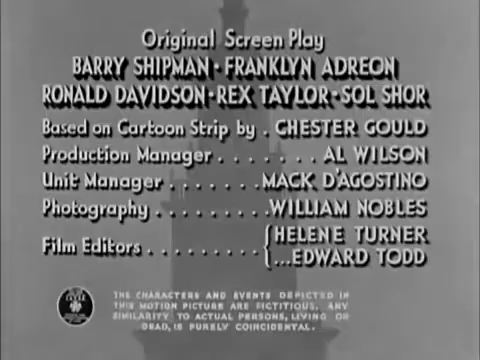 Original Screen Play
BARRY SHIPMAN · FRANKLYN ADREON
RONALD DAVIDSON · REX TAYLOR · SOL SHOR
Based on Cartoon Strip by . CHESTER GOULD
Production Manager . . . . . . . AL WILSON
Unit Manager . . . . . . . MACK D'AGOSTINO
Photography . . . . . . . . . WILLIAM NOBLES
Film Editors . . . . . . . . . { HELENE TURNER
...EDWARD TODD
THE CHARACTERS AND EVENTS DEPICTED IN
THIS MOTION PICTURE ARE FICTITIOUS. ANY
SIMILARITY TO ACTUAL PERSONS, LIVING OR
DEAD, IS PURELY COINCIDENTAL.